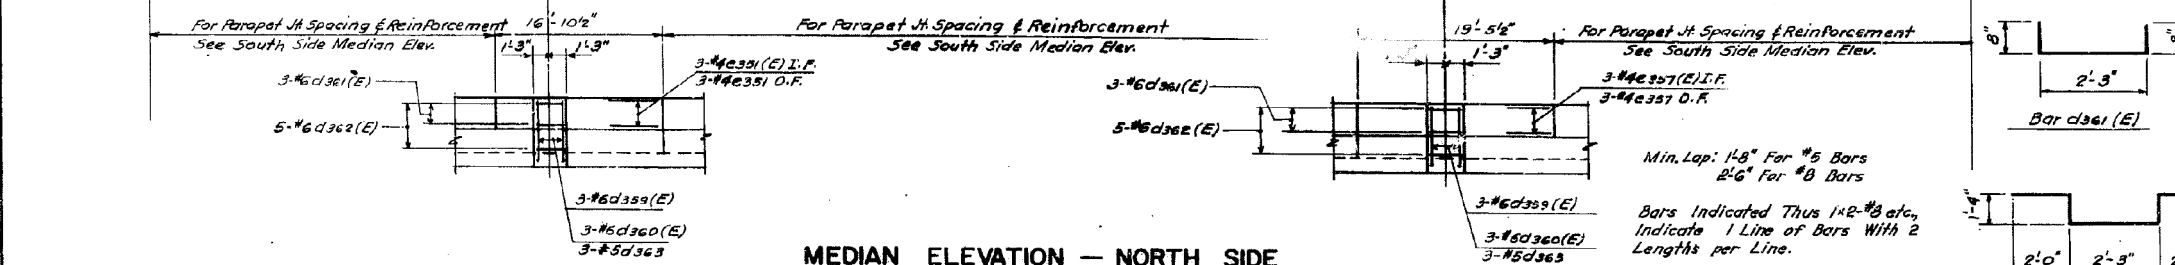 For Parapet Jt. Spacing & Reinforcement
See South Side Median Elev.
16'-10½"
1'-3" 1'-3"
3-#6d361(E)
5-#6d362(E)
3-#4e351(E) I.F.
3-#4e351 O.F.
3-#6d359(E)
3-#6d360(E)
3-#5d363
For Parapet Jt. Spacing & Reinforcement
See South Side Median Elev.
MEDIAN ELEVATION — NORTH SIDE
19'-5½"
1'-3"
3-#6d361(E)
5-#6d362(E)
3-#4e357(E) I.F.
3-#4e357 O.F.
3-#6d359(E)
3-#6d360(E)
3-#5d363
For Parapet Jt. Spacing & Reinforcement
See South Side Median Elev.
Min. Lap: 1'-8" For #5 Bars
2'-6" For #8 Bars
Bars Indicated Thus 1x2-#8 etc.,
Indicate 1 Line of Bars With 2
Lengths per Line.
8"
2'-3"
Bar d361 (E)
1'-4"
2'-0" 2'-3"